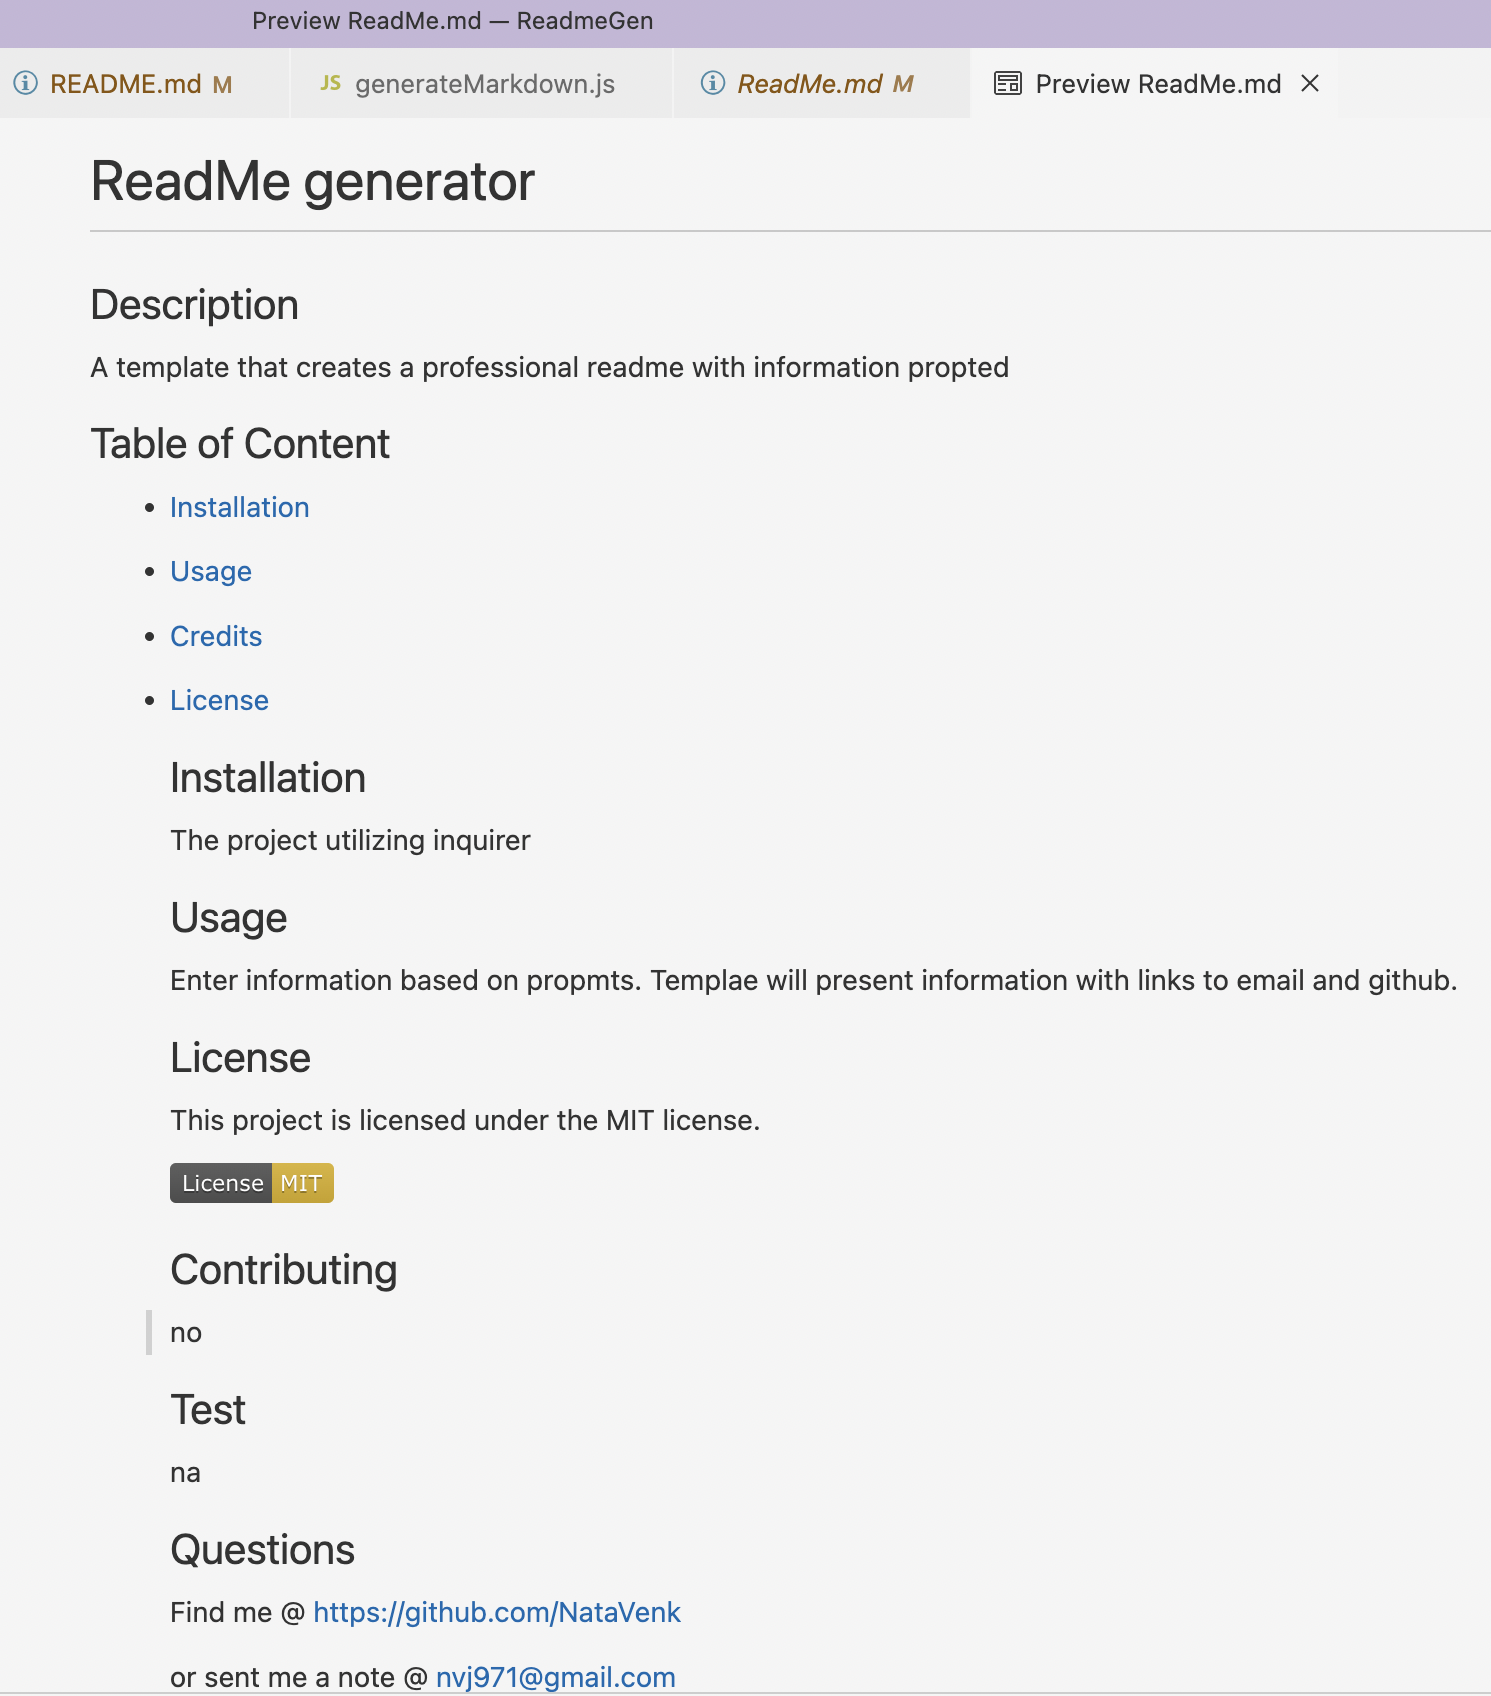 Preview ReadMe.md — ReadmeGen
README.md M
JS generateMarkdown.js
ReadMe.md M
Preview ReadMe.md
ReadMe generator
Description
A template that creates a professional readme with information propted
Table of Content
• Installation
• Usage
• Credits
• License
Installation
The project utilizing inquirer
Usage
Enter information based on propmts. Templae will present information with links to email and github.
License
This project is licensed under the MIT license.
License MIT
Contributing
no
Test
na
Questions
Find me @ https://github.com/NataVenk
or sent me a note @ nvj971@gmail.com